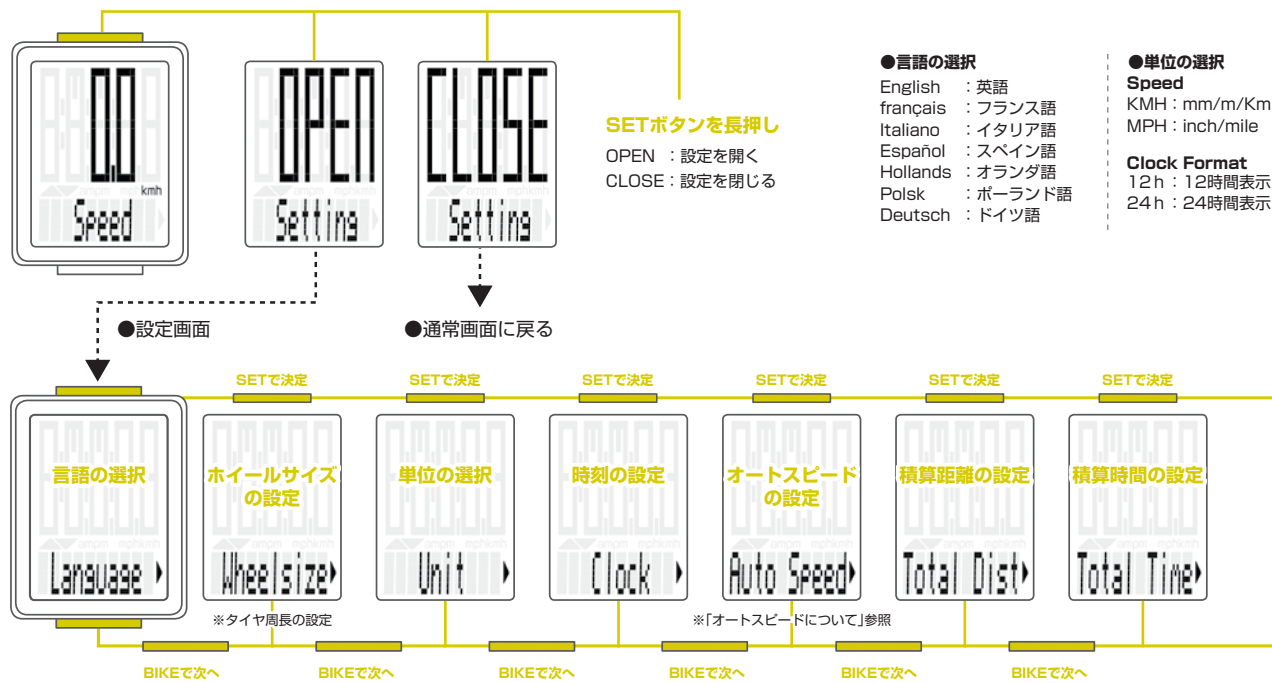 0.0
kmh
Speed
OPEN
Setting
CLOSE
Setting
SETボタンを長押し
OPEN ：設定を開く
CLOSE：設定を閉じる
●言語の選択
English ：英語
français ：フランス語
Italiano ：イタリア語
Español ：スペイン語
Hollands ：オランダ語
Polsk ：ポーランド語
Deutsch ：ドイツ語
●単位の選択
Speed
KMH：mm/m/Km
MPH：inch/mile
Clock Format
12h：12時間表示
24h：24時間表示
●設定画面
●通常画面に戻る
SETで決定
SETで決定
SETで決定
SETで決定
SETで決定
SETで決定
言語の選択
Language
ホイールサイズ
の設定
Wheelsize
単位の選択
Unit
時刻の設定
Clock
オートスピード
の設定
Auto Speed
積算距離の設定
Total Dist
積算時間の設定
Total Time
※タイヤ周長の設定
※「オートスピードについて」参照
BIKEで次へ
BIKEで次へ
BIKEで次へ
BIKEで次へ
BIKEで次へ
BIKEで次へ